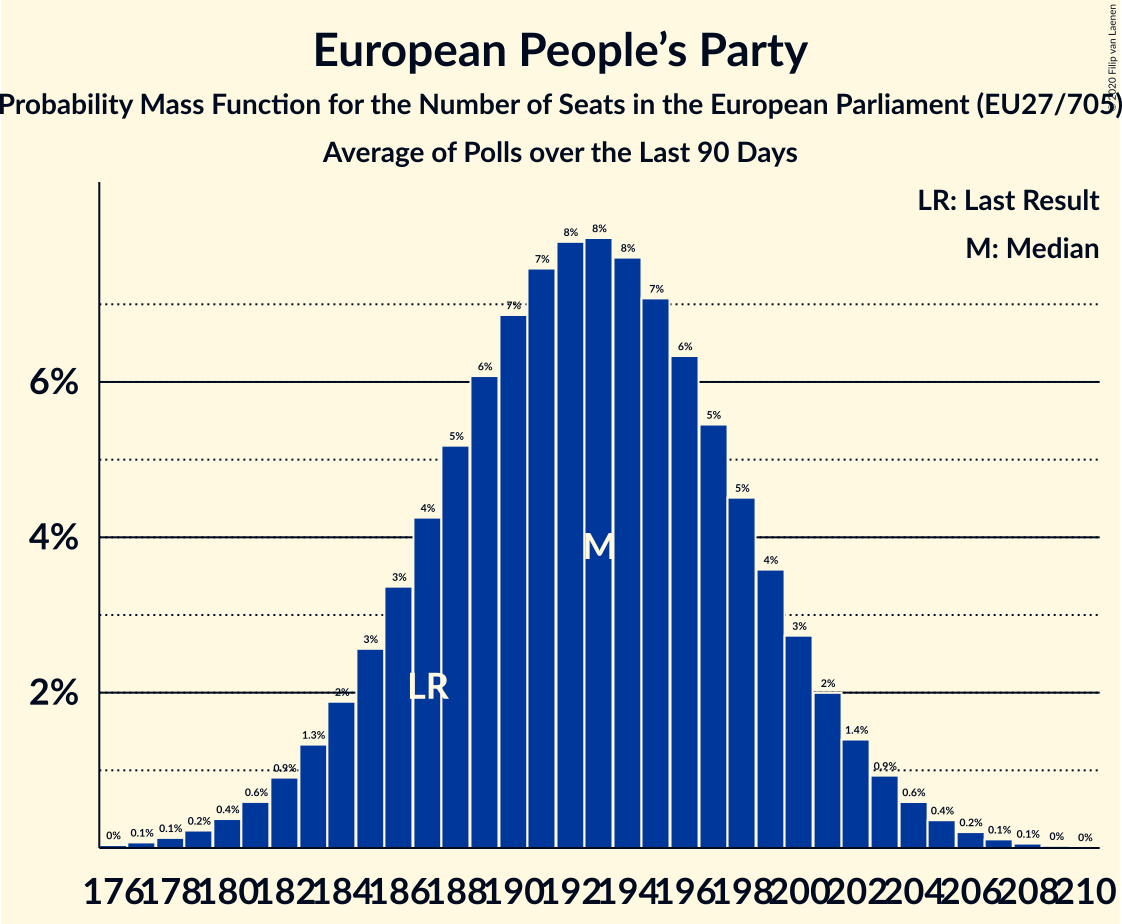 European People’s Party
Probability Mass Function for the Number of Seats in the European Parliament (EU27/705)
Average of Polls over the Last 90 Days
© 2020 Filip van Laenen
LR: Last Result
M: Median
6%
4%
2%
0% 0.1% 0.1% 0.2% 0.4% 0.6% 0.9% 1.3% 2% 3% 3% 4% 5% 6% 7% 7% 8% 8% 8% 7% 6% 5% 5% 4% 3% 2% 1.4% 0.9% 0.6% 0.4% 0.2% 0.1% 0.1% 0% 0%
M
LR
176 178 180 182 184 186 188 190 192 194 196 198 200 202 204 206 208 210